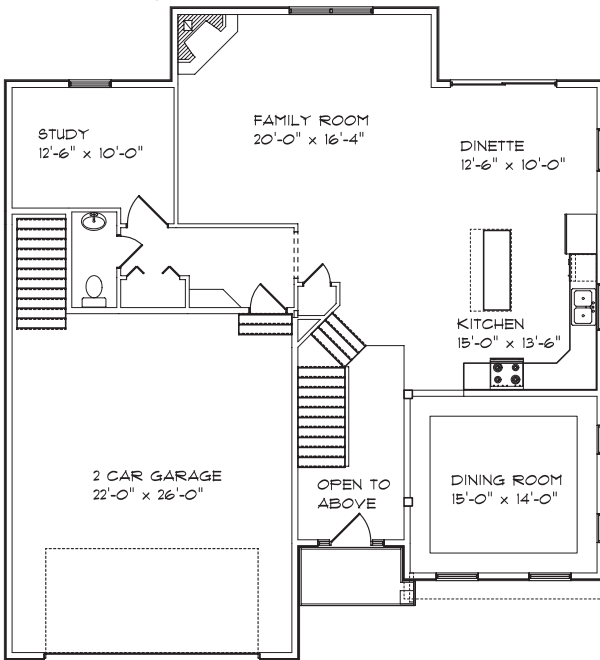 FAMILY ROOM
20'-0" x 16'-4"
STUDY
12'-6" x 10'-0"
DINETTE
12'-6" x 10'-0"
KITCHEN
15'-0" x 13'-6"
2 CAR GARAGE
22'-0" x 26'-0"
OPEN TO
ABOVE
DINING ROOM
15'-0" x 14'-0"